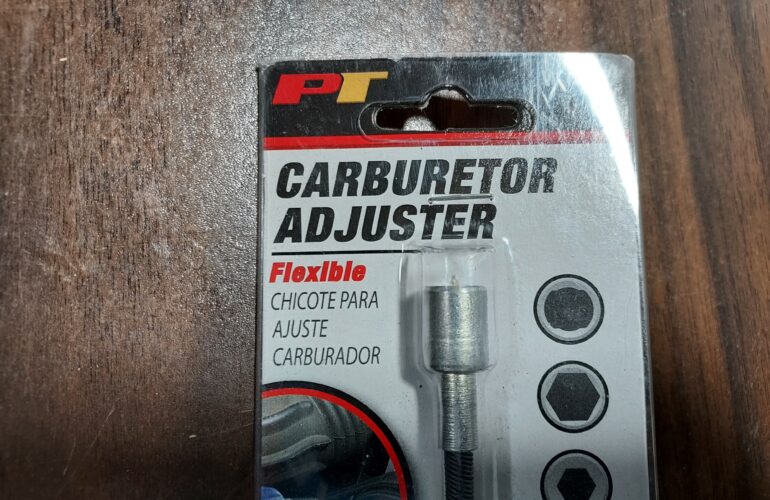 PT
CARBURETOR
ADJUSTER
Flexible
CHICOTE PARA
AJUSTE
CARBURADOR